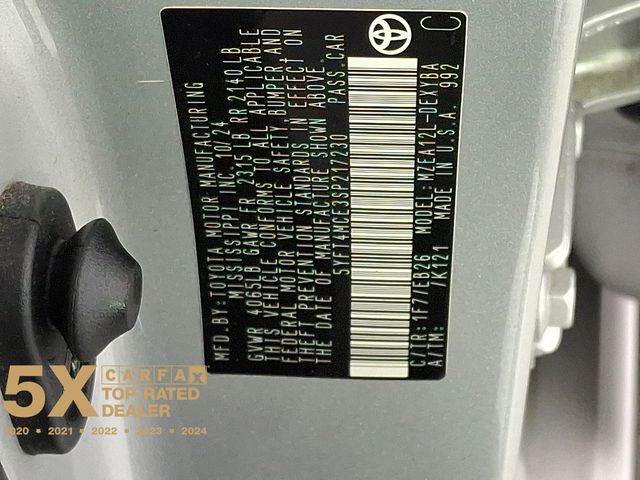 MFD.BY:TOYOTA MOTOR MANUFACTURING
MISSISSIPPI, INC. 10/24
GVWR 4065LB GAWR FR 2315 LB RR 2140LB
THIS VEHICLE CONFORMS TO ALL APPLICABLE
FEDERAL MOTOR VEHICLE SAFETY, BUMPER AND
THEFT PREVENTION STANDARDS IN EFFECT ON
THE DATE OF MANUFACTURE SHOWN ABOVE.
5YFT4MCE3SP217230 PASS.CAR
C/TR: 1F7/EB26 MODEL: MZEA12L-DEXYBA
A/TM: /K121 MADE IN U.S.A. 992
C
5X CARFAX
TOP-RATED
DEALER
2020 • 2021 • 2022 • 2023 • 2024